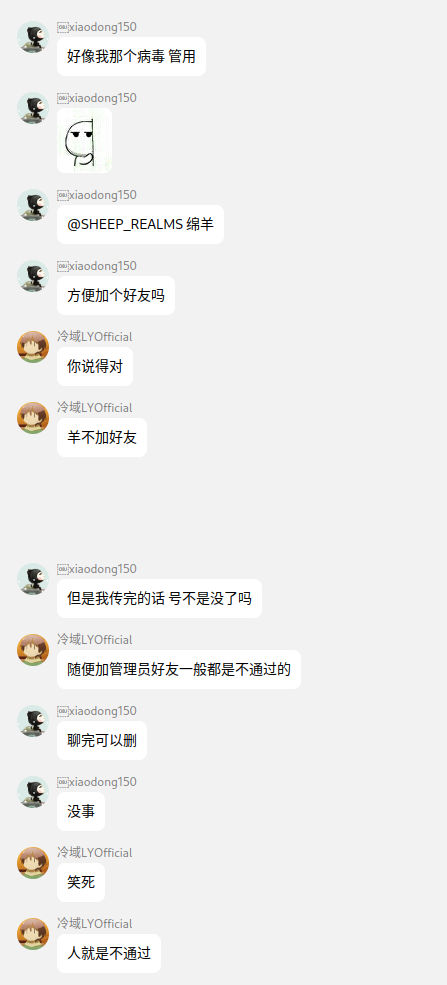 xiaodong150
好像我那个病毒 管用
xiaodong150
xiaodong150
@SHEEP_REALMS 绵羊
xiaodong150
方便加个好友吗
冷域LYOfficial
你说得对
冷域LYOfficial
羊不加好友
xiaodong150
但是我传完的话 号不是没了吗
冷域LYOfficial
随便加管理员好友一般都是不通过的
xiaodong150
聊完可以删
xiaodong150
没事
冷域LYOfficial
笑死
冷域LYOfficial
人就是不通过